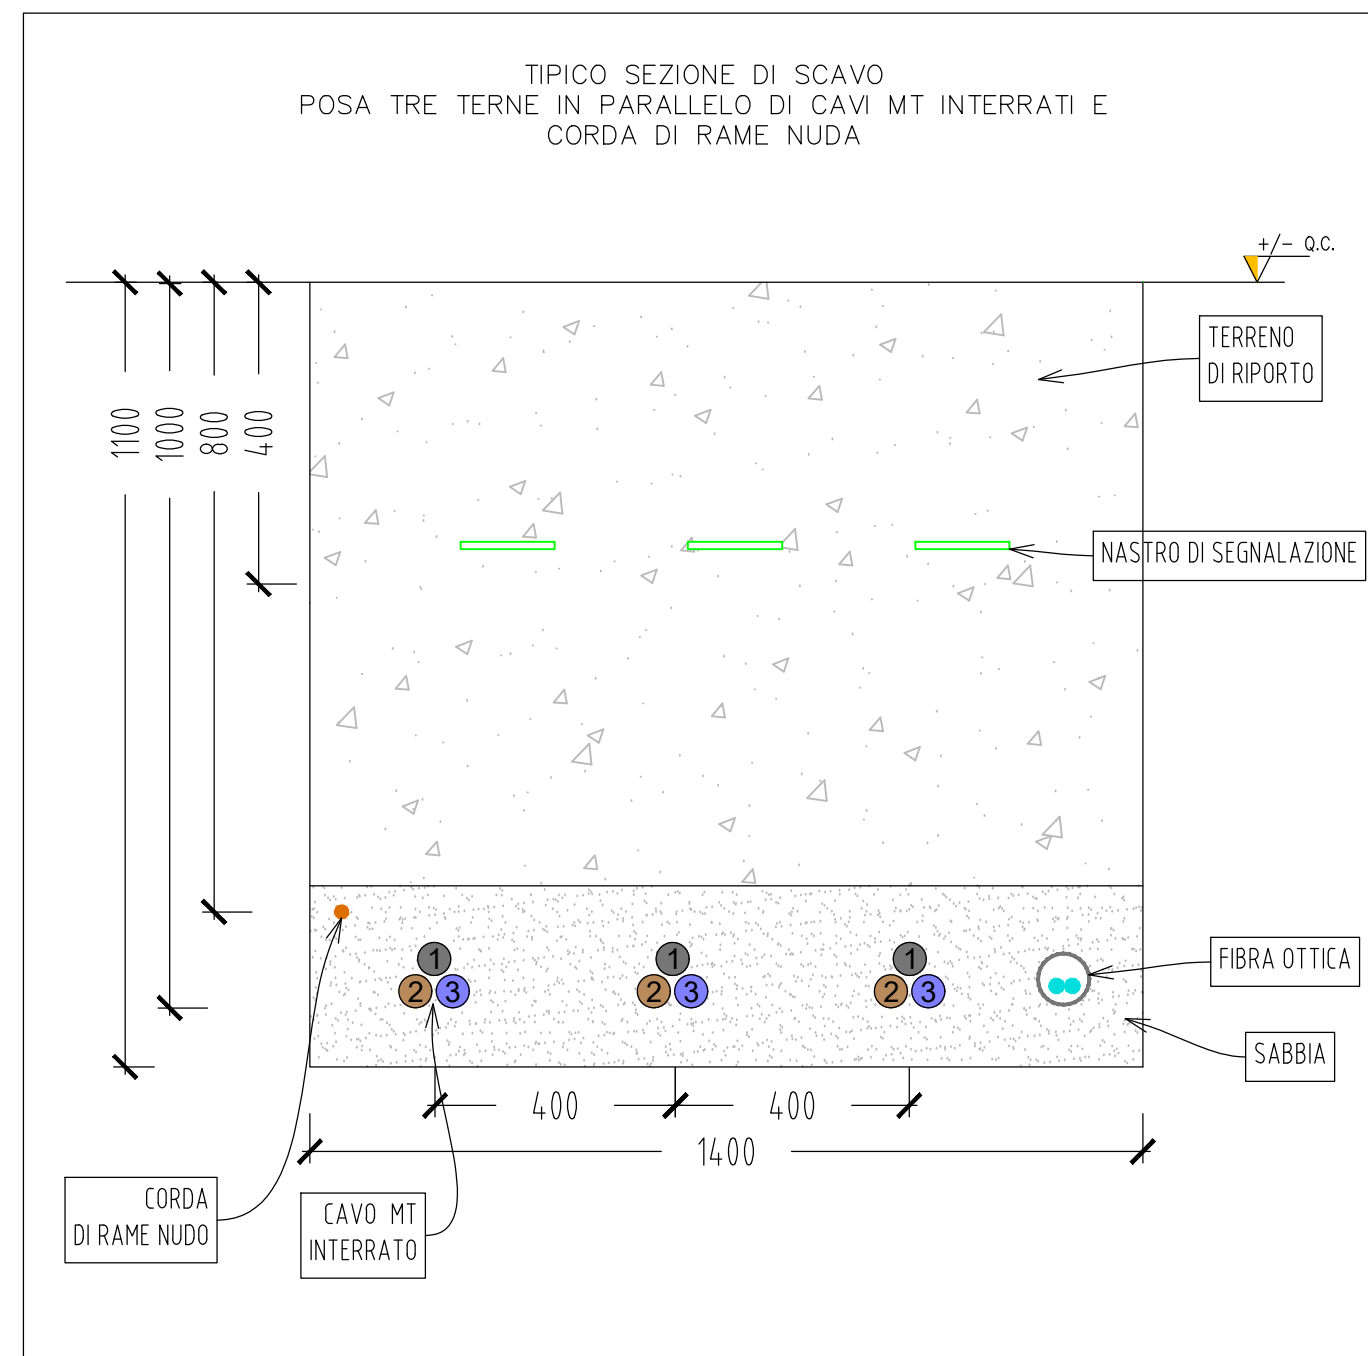 TIPICO SEZIONE DI SCAVO
POSA TRE TERNE IN PARALLELO DI CAVI MT INTERRATI E
CORDA DI RAME NUDA
+/- Q.C.
TERRENO
DI RIPORTO
1100
1000
800
400
NASTRO DI SEGNALAZIONE
1
2 3
1
2 3
1
2 3
FIBRA OTTICA
SABBIA
400
400
1400
CORDA
DI RAME NUDO
CAVO MT
INTERRATO